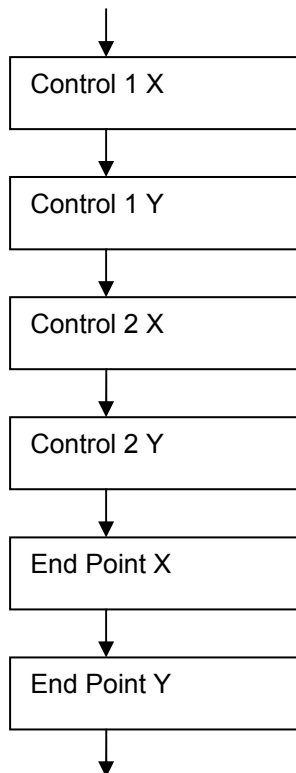 Control 1 X
Control 1 Y
Control 2 X
Control 2 Y
End Point X
End Point Y